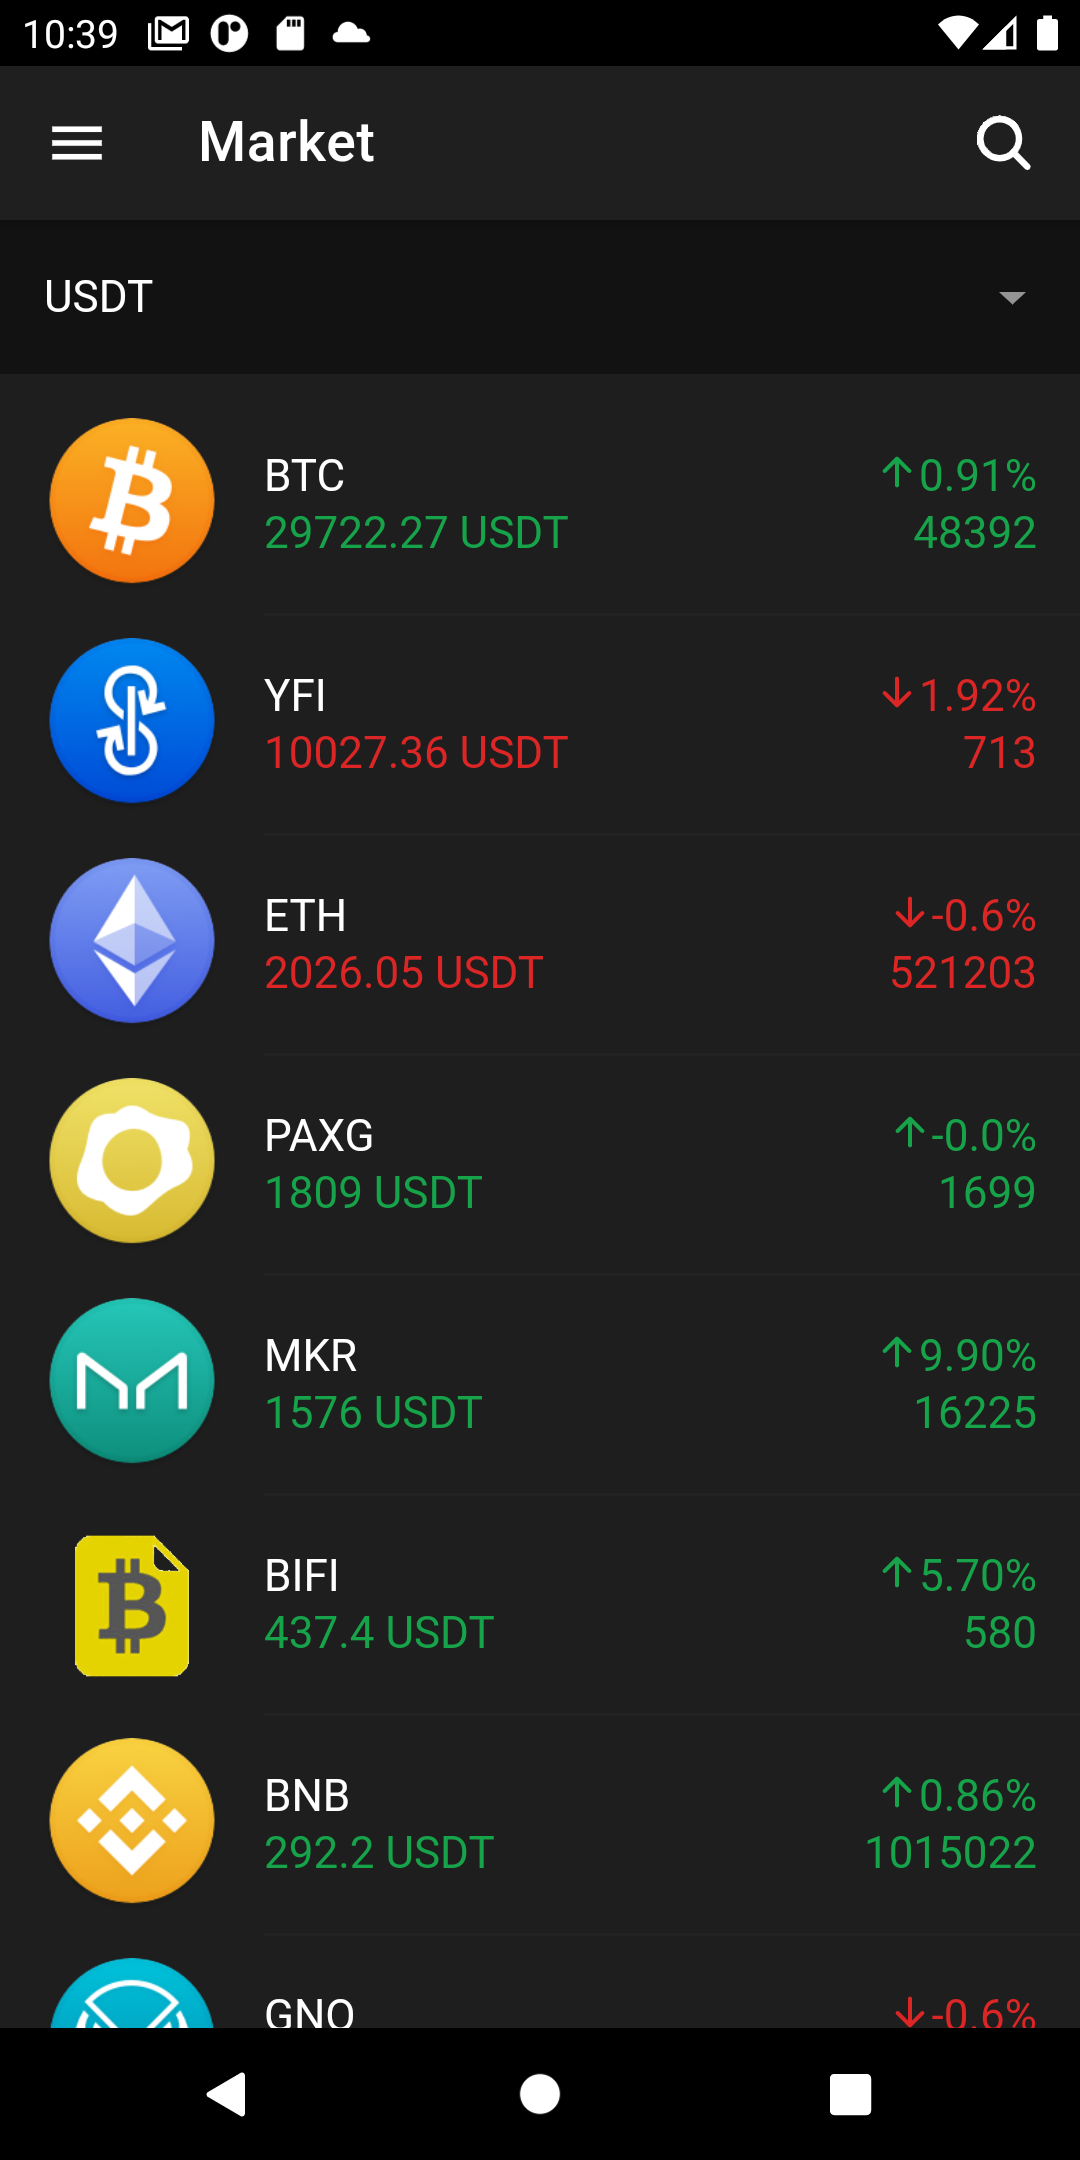 10:39
Market
USDT
BTC
↑0.91%
29722.27 USDT
48392
YFI
↓1.92%
10027.36 USDT
713
ETH
↓-0.6%
2026.05 USDT
521203
PAXG
↑-0.0%
1809 USDT
1699
MKR
↑9.90%
1576 USDT
16225
BIFI
↑5.70%
437.4 USDT
580
BNB
↑0.86%
292.2 USDT
1015022
GNO
↓-0.6%